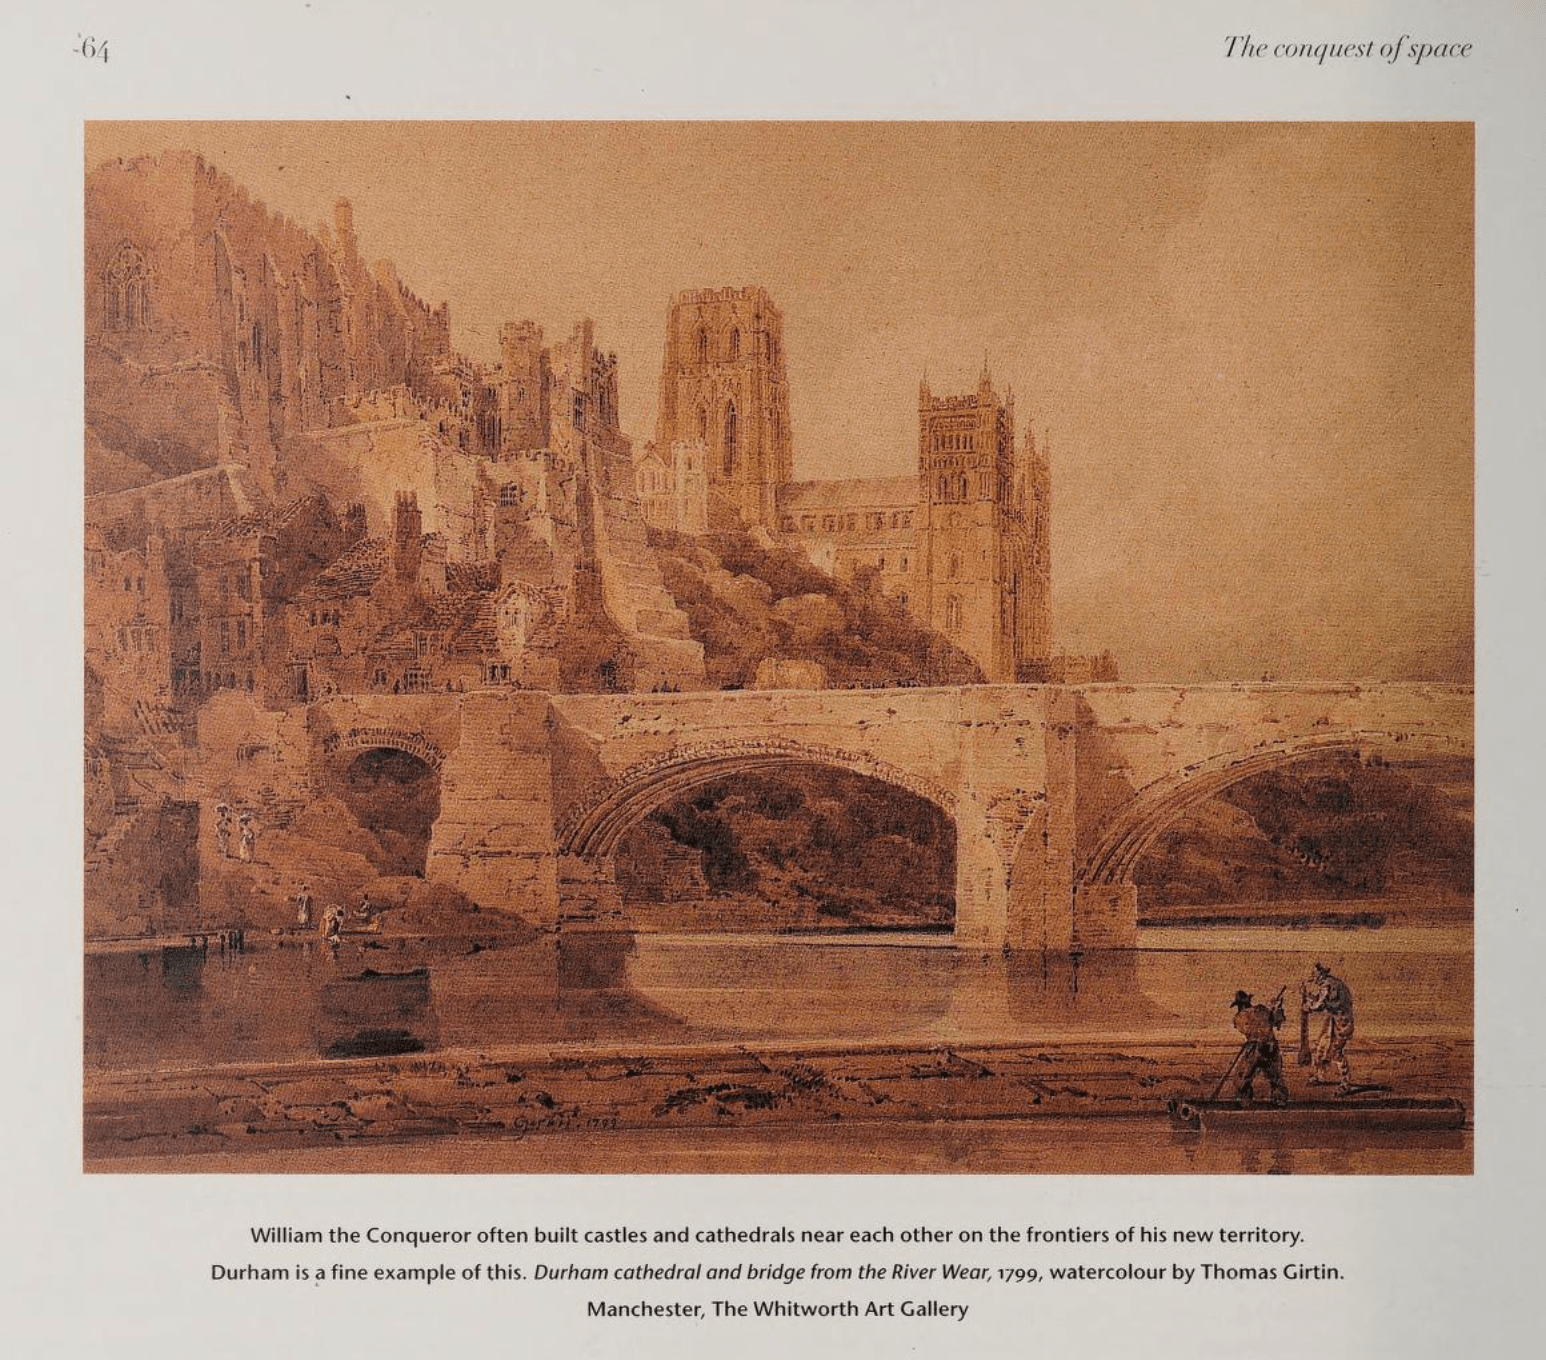 64
The conquest of space
Girtin. 1799
William the Conqueror often built castles and cathedrals near each other on the frontiers of his new territory.
Durham is a fine example of this. Durham cathedral and bridge from the River Wear, 1799, watercolour by Thomas Girtin.
Manchester, The Whitworth Art Gallery